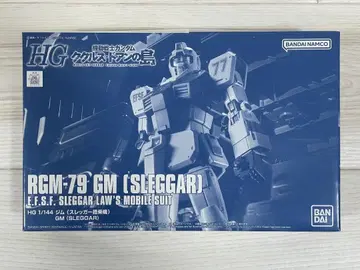 機動戦士ガンダム
HG ククルス・ドアンの島
BANDAI NAMCO
77
RGM-79 GM (SLEGGAR)
E.F.S.F. SLEGGAR LAW'S MOBILE SUIT
HG 1/144 ジム (スレッガー搭乗機)
GM (SLEGGAR)
BANDAI